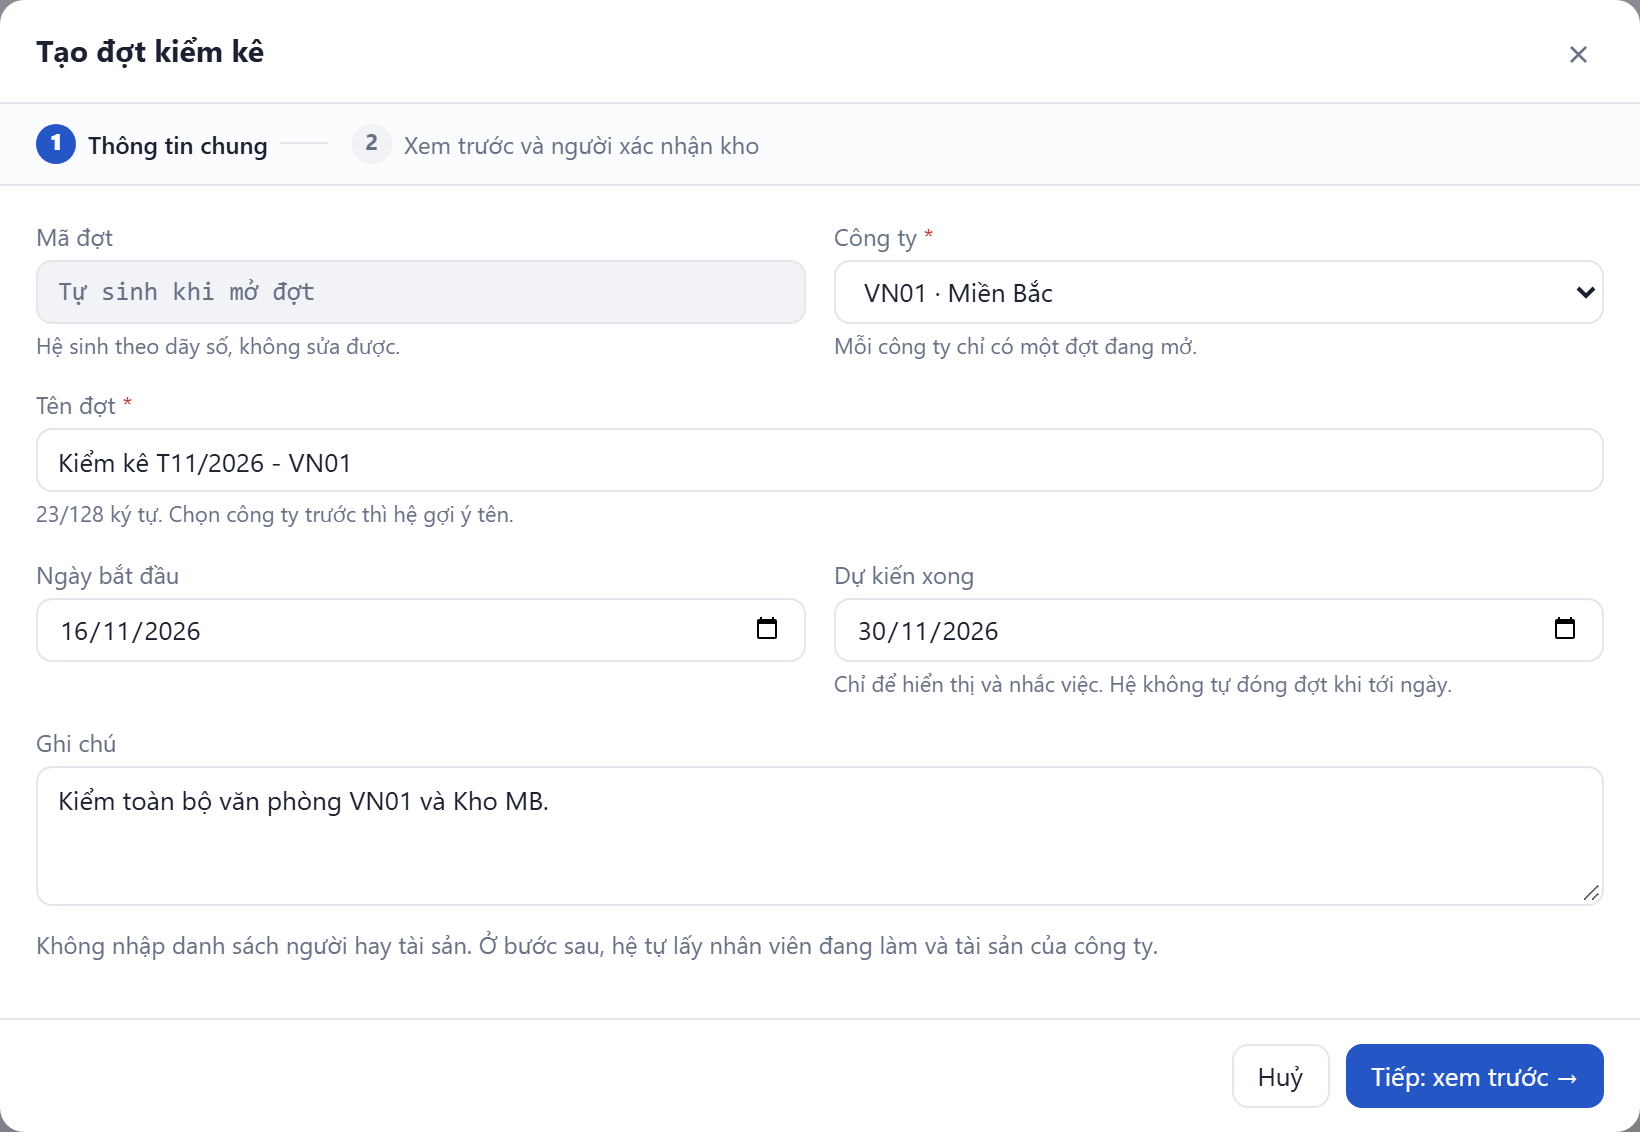 Tạo đợt kiểm kê
×
1 Thông tin chung
2 Xem trước và người xác nhận kho
Mã đợt
Tự sinh khi mở đợt
Hệ sinh theo dãy số, không sửa được.
Công ty *
VN01 · Miền Bắc
Mỗi công ty chỉ có một đợt đang mở.
Tên đợt *
Kiểm kê T11/2026 - VN01
23/128 ký tự. Chọn công ty trước thì hệ gợi ý tên.
Ngày bắt đầu
16/11/2026
Dự kiến xong
30/11/2026
Chỉ để hiển thị và nhắc việc. Hệ không tự đóng đợt khi tới ngày.
Ghi chú
Kiểm toàn bộ văn phòng VN01 và Kho MB.
Không nhập danh sách người hay tài sản. Ở bước sau, hệ tự lấy nhân viên đang làm và tài sản của công ty.
Huỷ
Tiếp: xem trước →